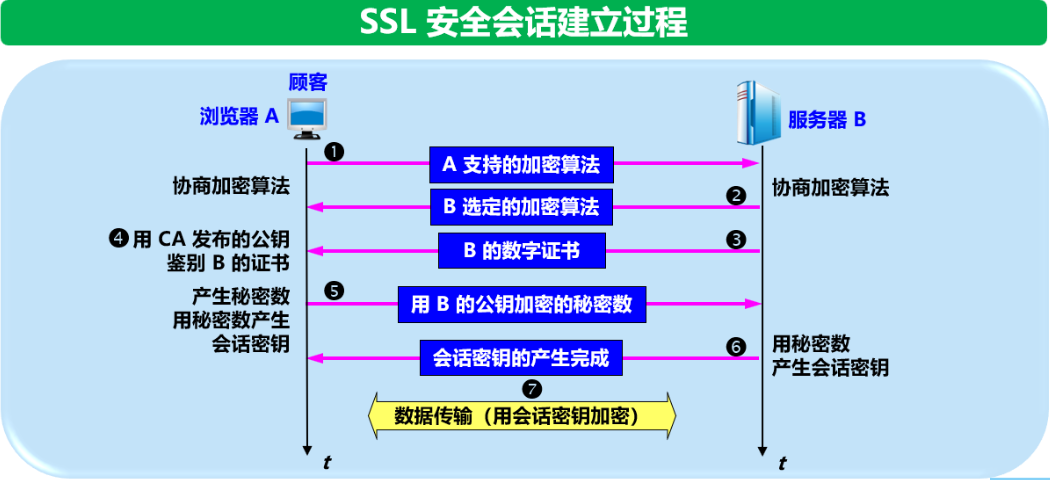 SSL 安全会话建立过程
顾客
浏览器 A
服务器 B
❶
A 支持的加密算法
协商加密算法
协商加密算法
❷
B 选定的加密算法
❸
B 的数字证书
❹用 CA 发布的公钥
鉴别 B 的证书
产生秘密数
用秘密数产生
会话密钥
❺
用 B 的公钥加密的秘密数
❻
会话密钥的产生完成
用秘密数
产生会话密钥
❼
数据传输（用会话密钥加密）
t
t